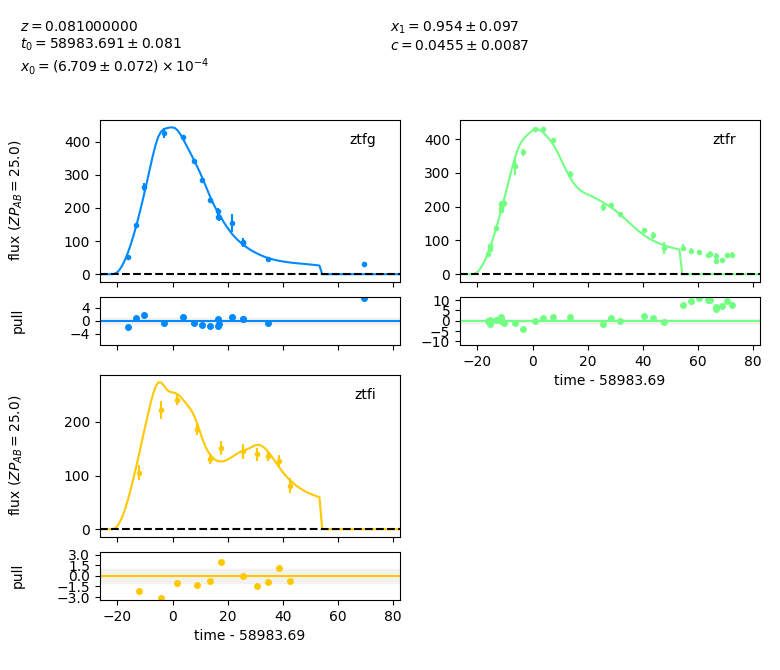 z = 0.081000000
t₀ = 58983.691 ± 0.081
x₀ = (6.709 ± 0.072) × 10⁻⁴
x₁ = 0.954 ± 0.097
c = 0.0455 ± 0.0087
flux (ZP_AB = 25.0)
400
300
200
100
0
ztfg
pull
4
0
−4
400
300
200
100
0
ztfr
10
5
0
−5
−10
−20 0 20 40 60 80
time - 58983.69
flux (ZP_AB = 25.0)
200
100
0
ztfi
pull
3.0
1.5
0.0
−1.5
−3.0
−20 0 20 40 60 80
time - 58983.69